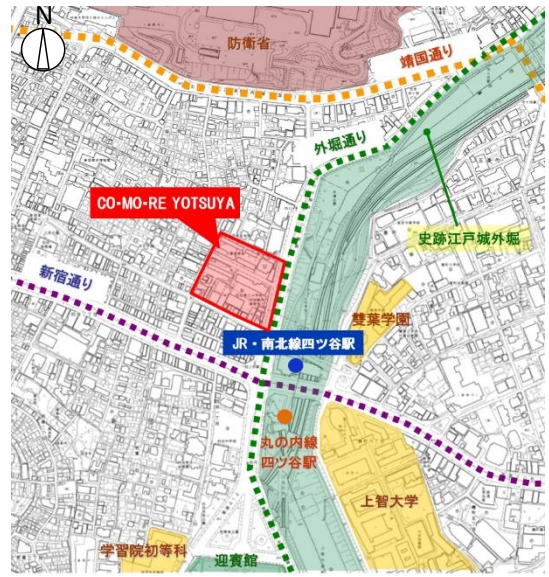 N
防衛省
靖国通り
外堀通り
CO・MO・RE YOTSUYA
史跡江戸城外堀
新宿通り
雙葉学園
JR・南北線四ツ谷駅
丸の内線
四ツ谷駅
上智大学
学習院初等科
迎賓館